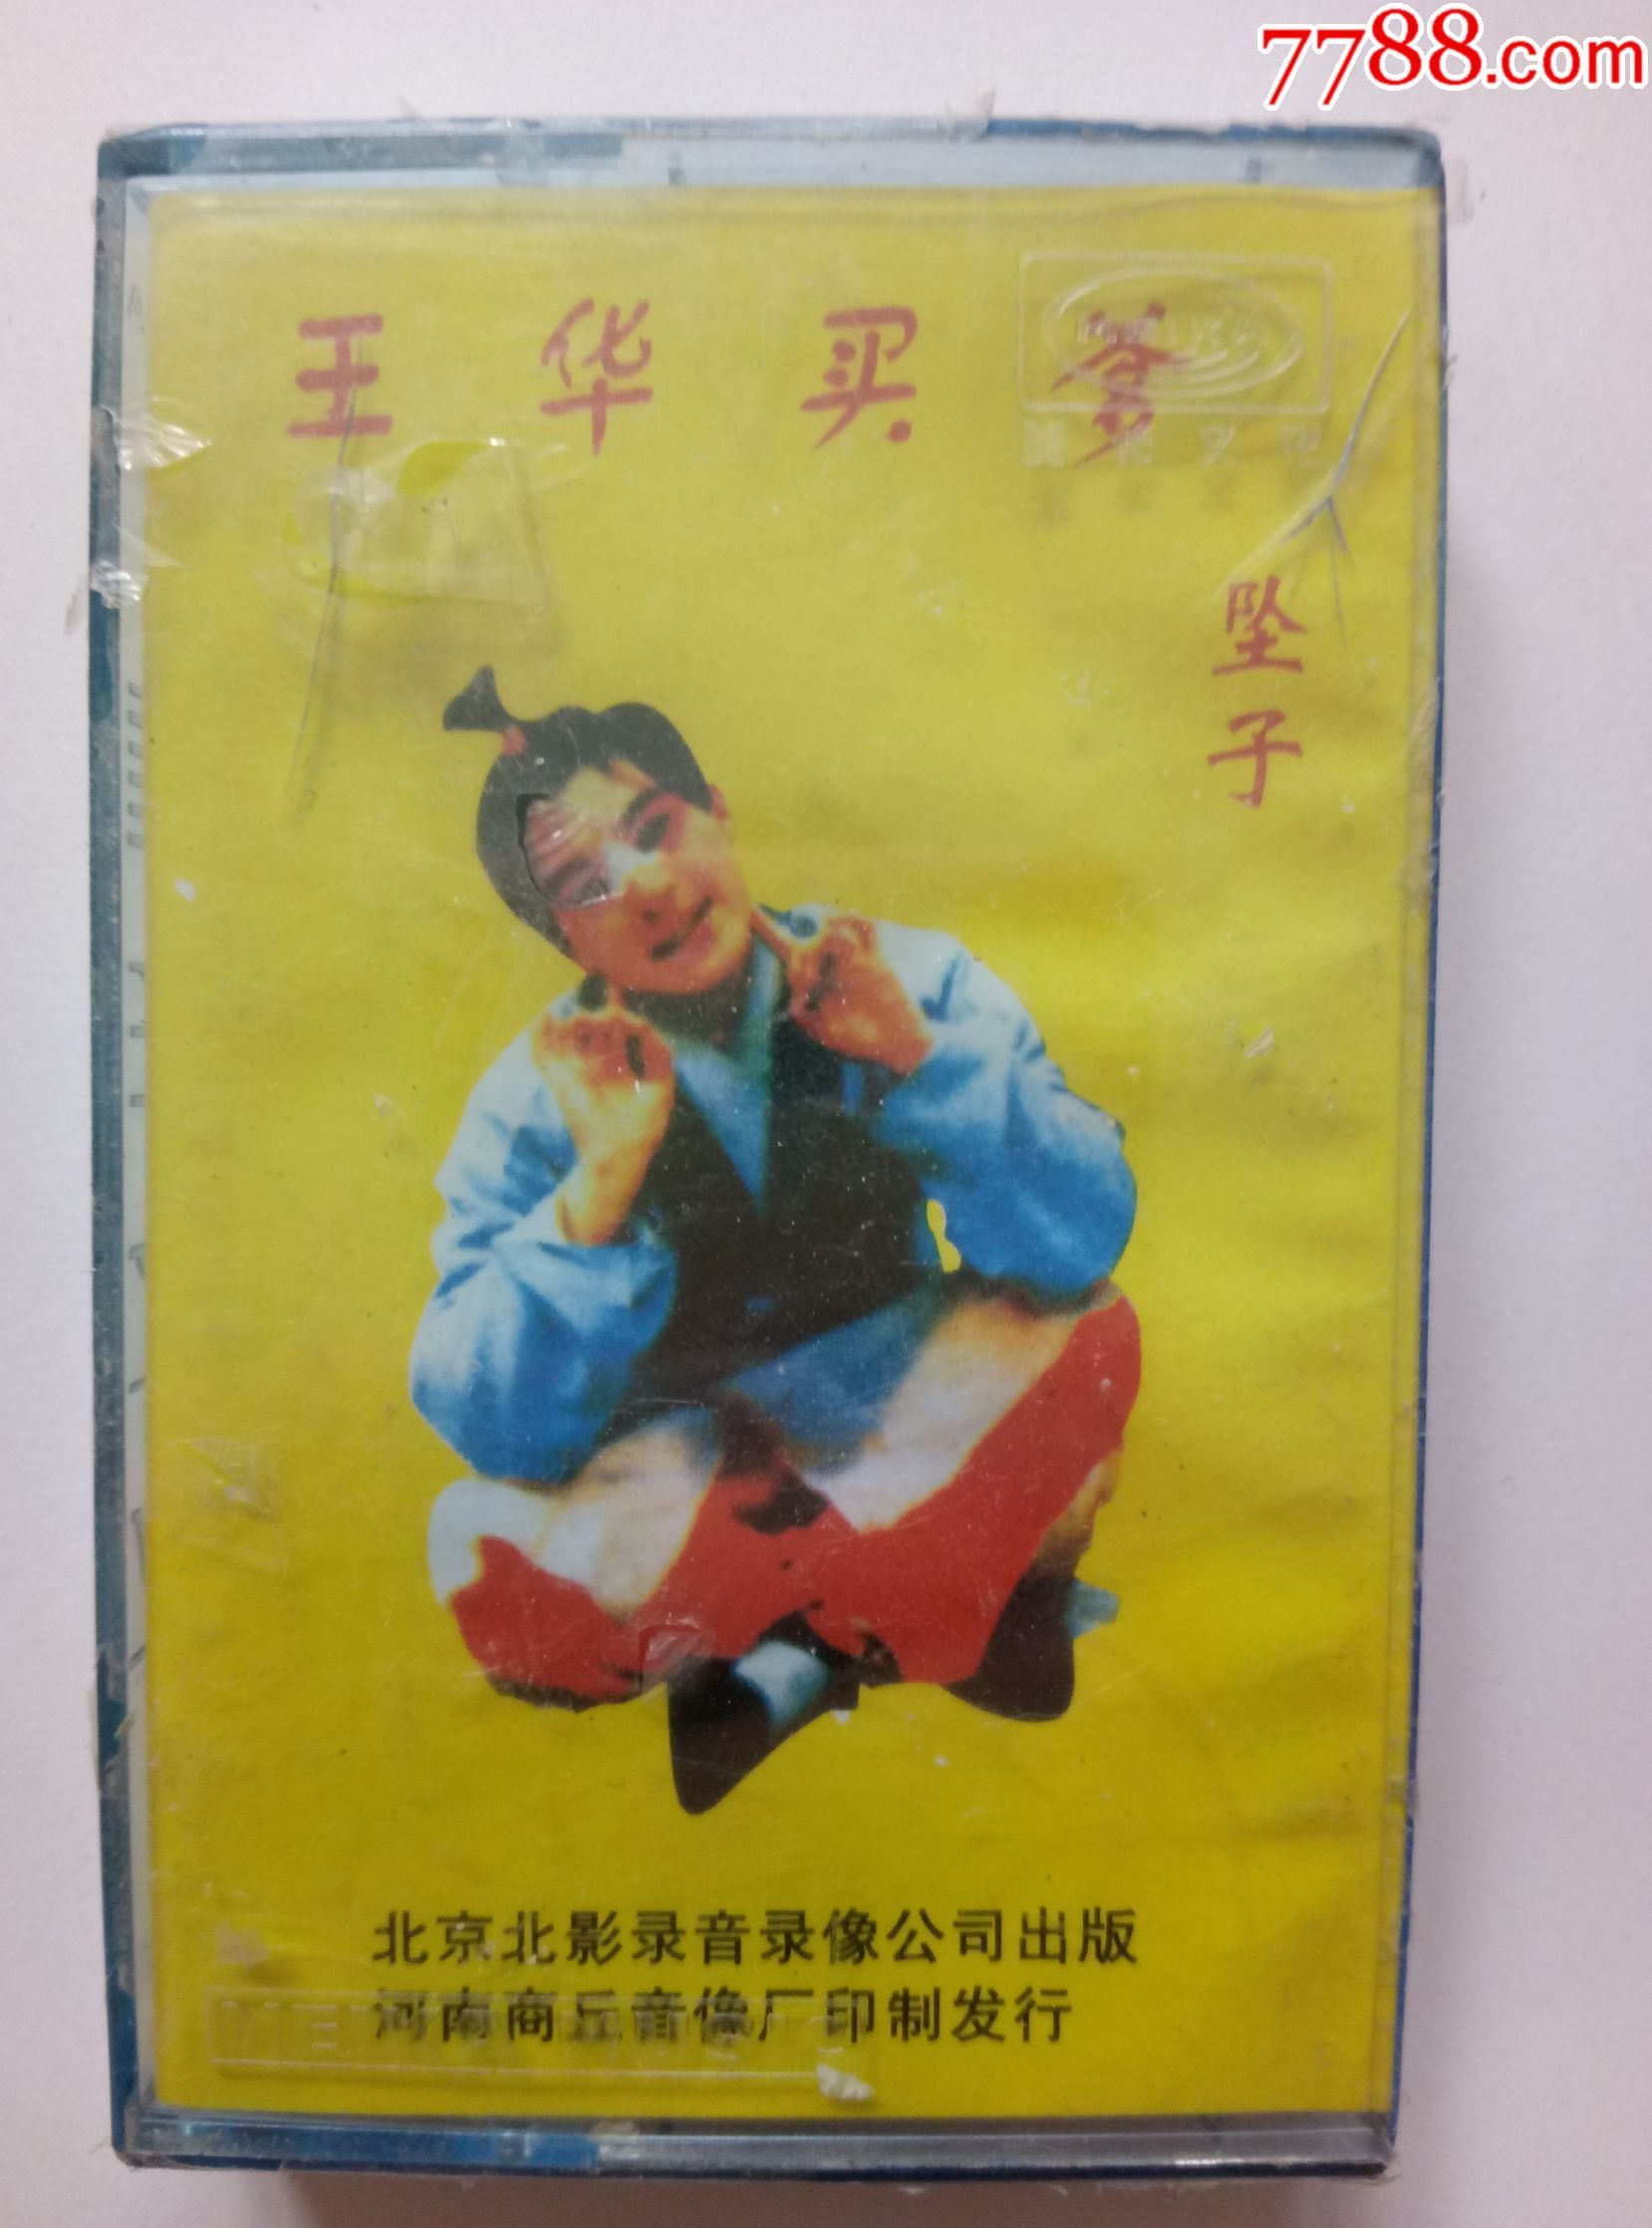 7788.com
王华买爹
坠子
北京北影录音录像公司出版
河南商丘音像厂印制发行